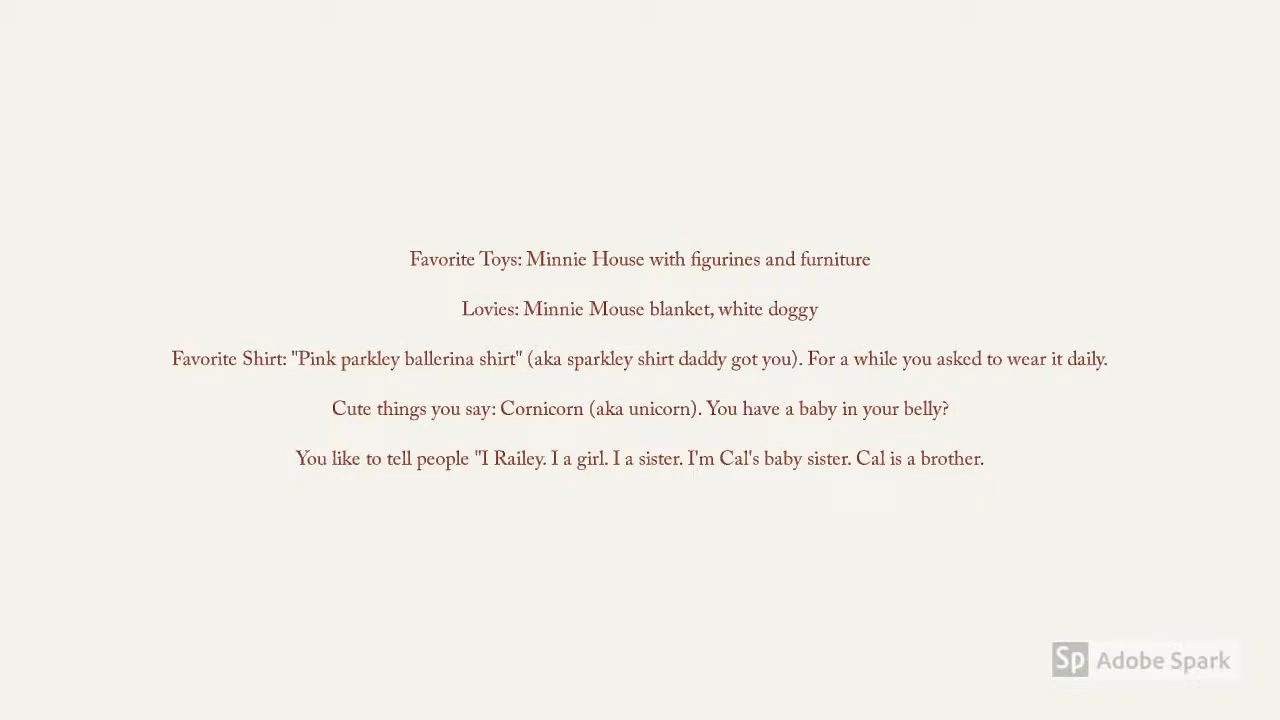 Favorite Toys: Minnie House with figurines and furniture
Lovies: Minnie Mouse blanket, white doggy
Favorite Shirt: "Pink parkley ballerina shirt" (aka sparkley shirt daddy got you). For a while you asked to wear it daily.
Cute things you say: Cornicorn (aka unicorn). You have a baby in your belly?
You like to tell people "I Railey. I a girl. I a sister. I'm Cal's baby sister. Cal is a brother.
Sp Adobe Spark